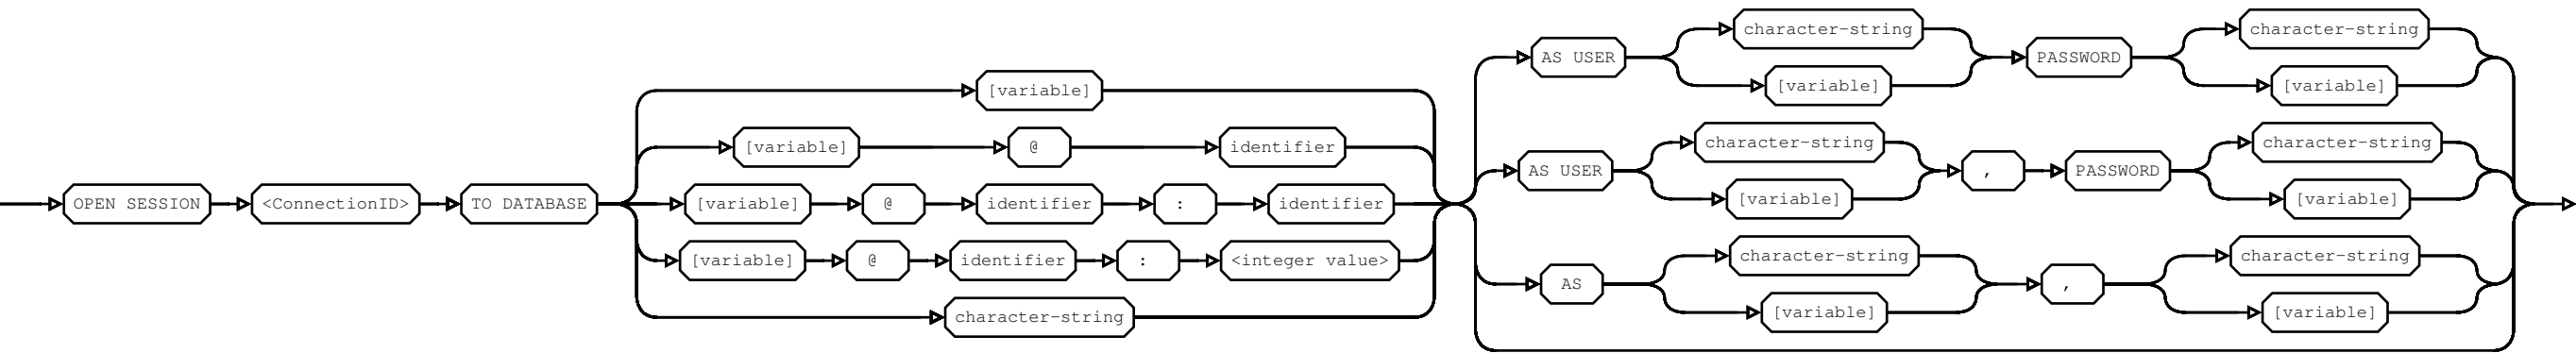 OPEN SESSION <ConnectionID> TO DATABASE
[variable]
[variable] @ identifier
[variable] @ identifier : identifier
[variable] @ identifier : <integer value>
character-string
AS USER character-string [variable] PASSWORD character-string [variable]
AS USER character-string [variable] , PASSWORD character-string [variable]
AS character-string [variable] , character-string [variable]